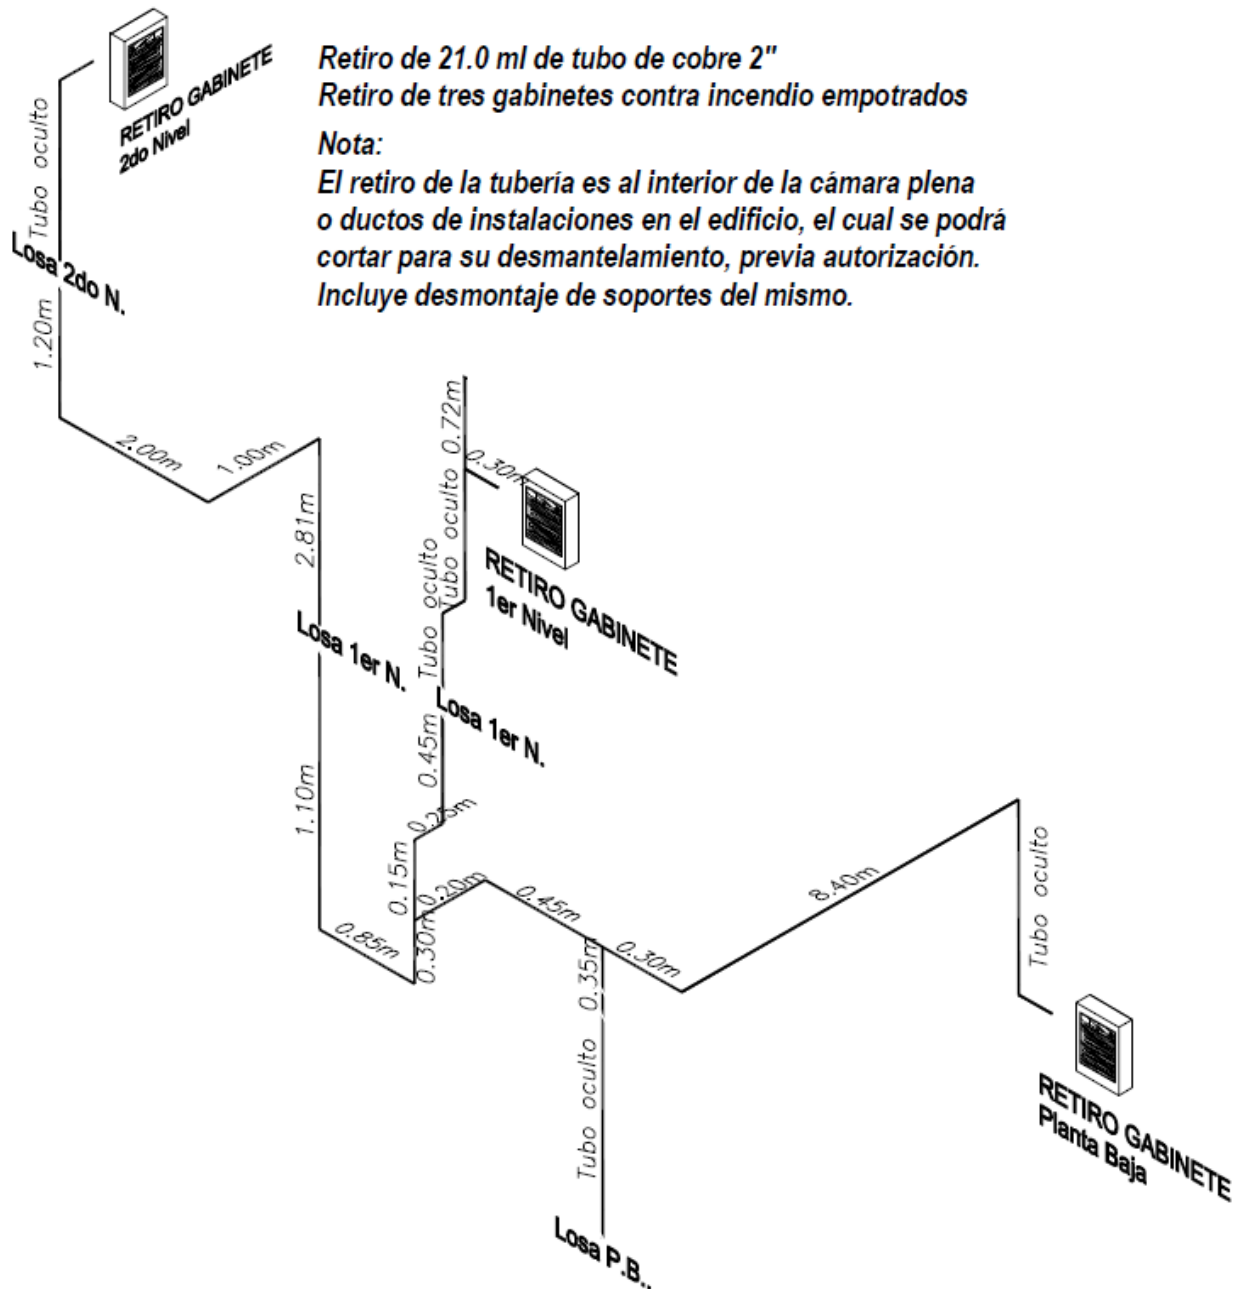 Retiro de 21.0 ml de tubo de cobre 2"
Retiro de tres gabinetes contra incendio empotrados
Nota:
El retiro de la tubería es al interior de la cámara plena
o ductos de instalaciones en el edificio, el cual se podrá
cortar para su desmantelamiento, previa autorización.
Incluye desmontaje de soportes del mismo.
RETIRO GABINETE
2do Nivel
Tubo oculto
Losa 2do N.
1.20m
2.00m
1.00m
2.81m
Losa 1er N.
1.10m
0.85m
0.72m
0.30m
Tubo oculto
Tubo oculto
RETIRO GABINETE
1er Nivel
Losa 1er N.
0.45m
0.25m
0.15m
0.20m
0.30m
0.45m
0.35m
0.30m
8.40m
Tubo oculto
Tubo oculto
RETIRO GABINETE
Planta Baja
Losa P.B..